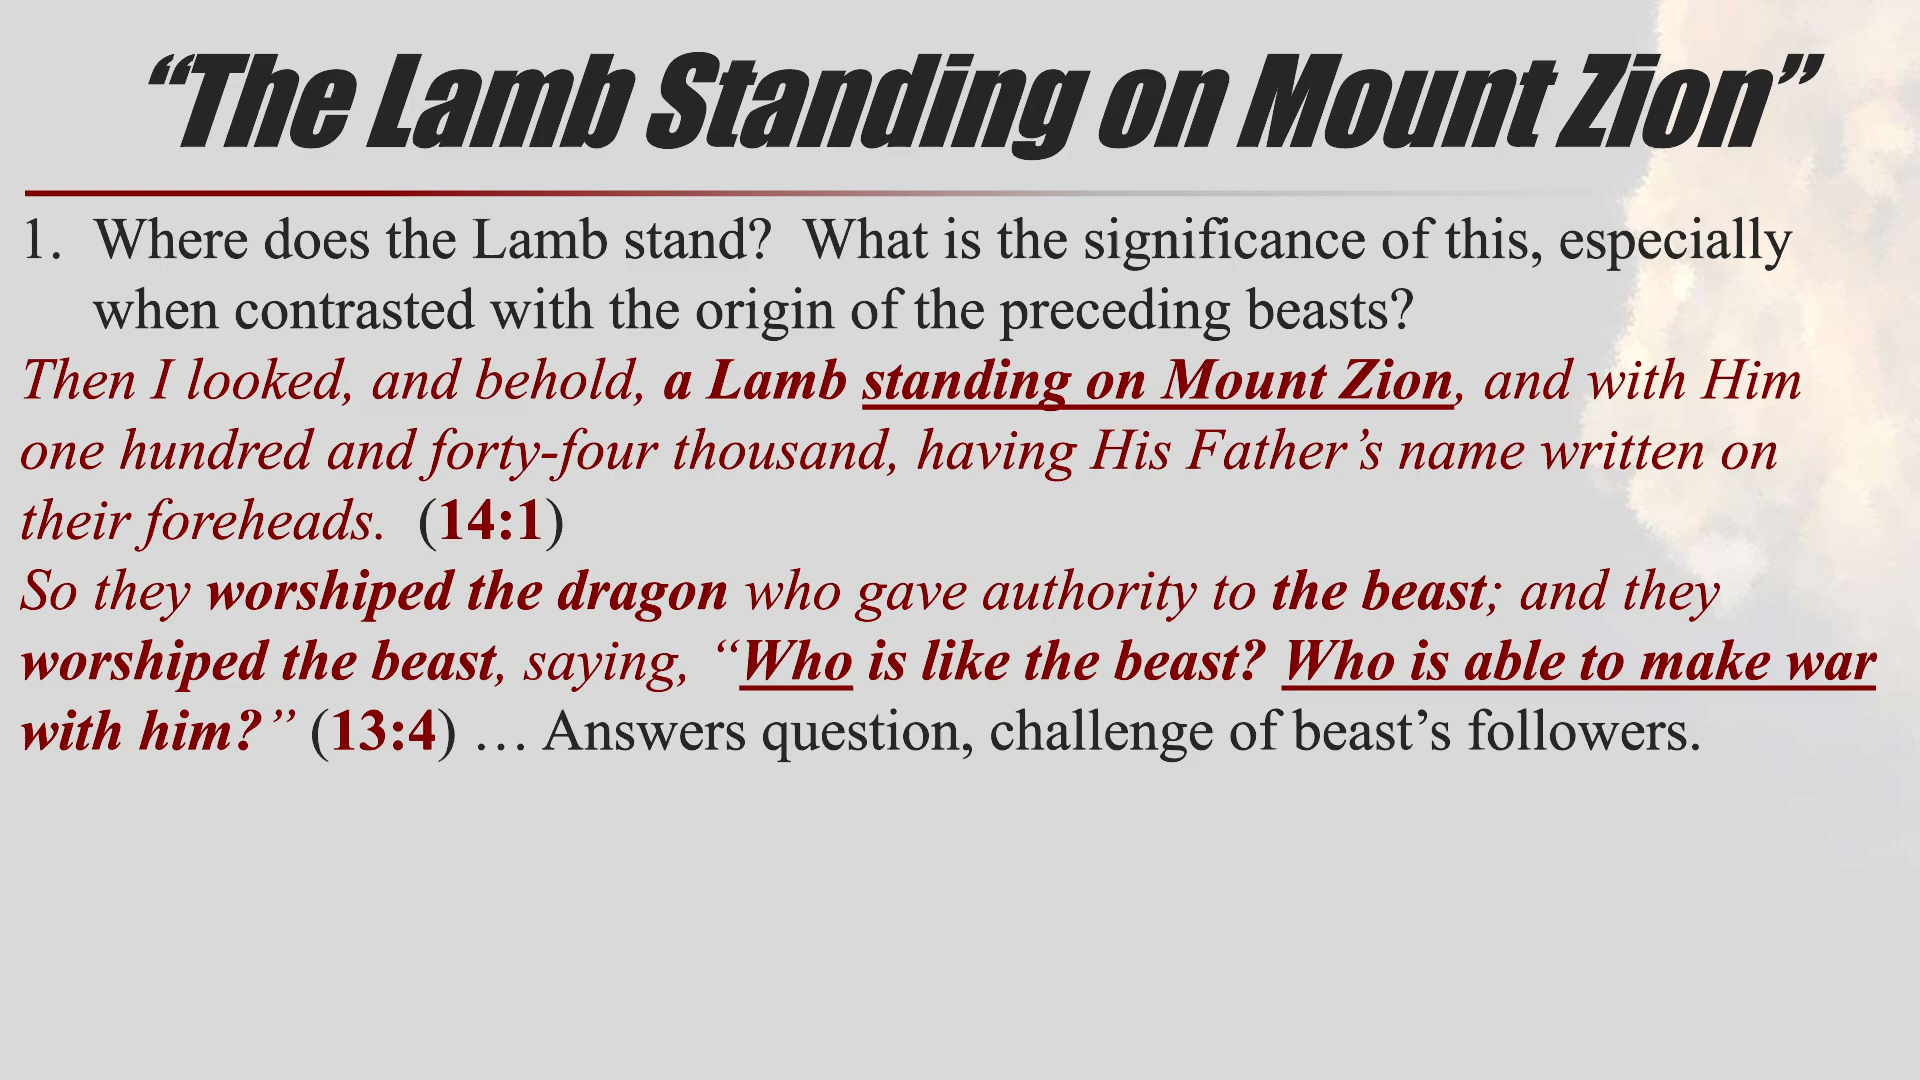 “The Lamb Standing on Mount Zion”
1. Where does the Lamb stand? What is the significance of this, especially
when contrasted with the origin of the preceding beasts?
Then I looked, and behold, a Lamb standing on Mount Zion, and with Him
one hundred and forty-four thousand, having His Father’s name written on
their foreheads. (14:1)
So they worshiped the dragon who gave authority to the beast; and they
worshiped the beast, saying, “Who is like the beast? Who is able to make war
with him?” (13:4) … Answers question, challenge of beast’s followers.